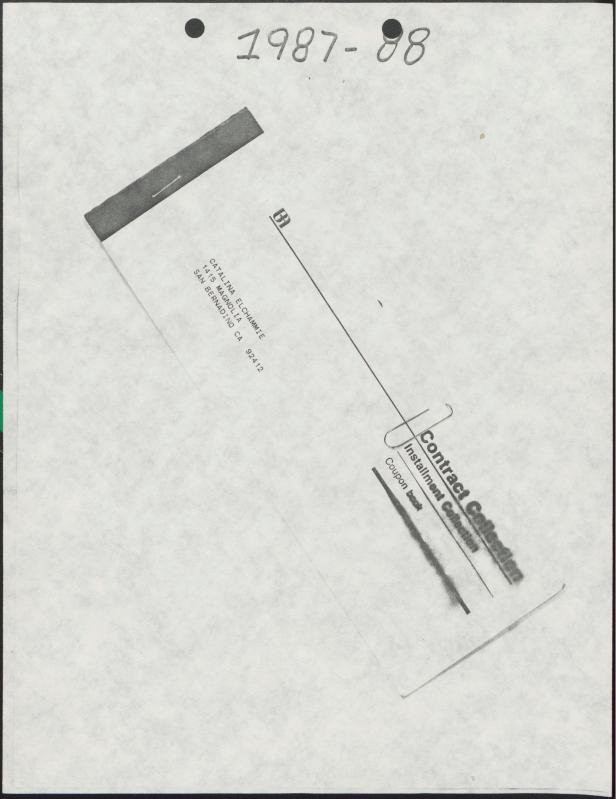 1987-88
CATALINA ELCHAMMIE
1415 MAGNOLIA
SAN BERNADINO CA 92412
Contract Collection
Installment Collection
Coupon book